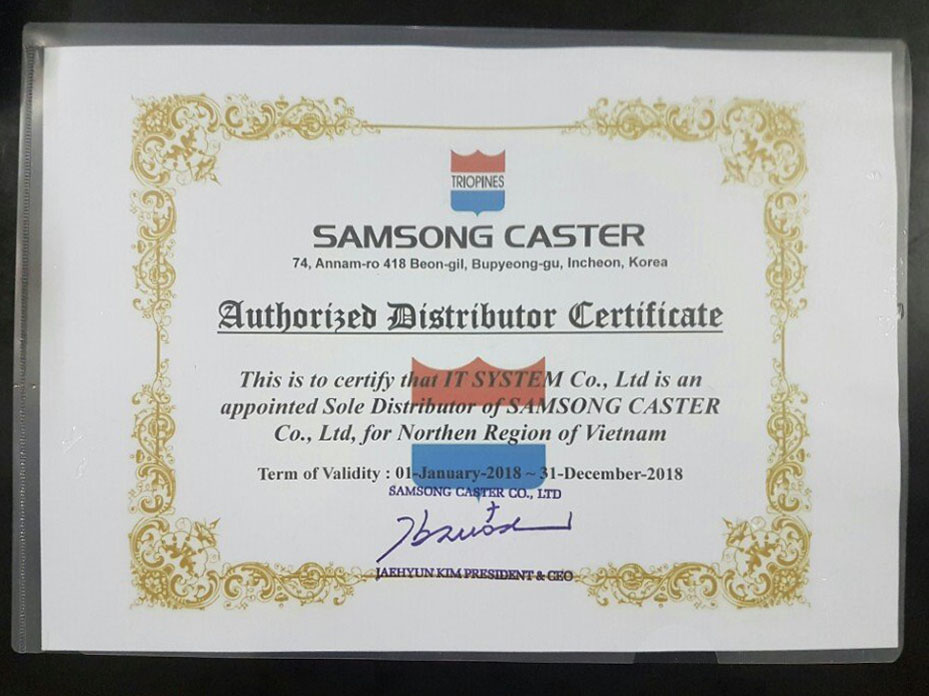 TRIOPINES
SAMSONG CASTER
74, Annam-ro 418 Beon-gil, Bupyeong-gu, Incheon, Korea
Authorized Distributor Certificate
This is to certify that IT SYSTEM Co., Ltd is an
appointed Sole Distributor of SAMSONG CASTER
Co., Ltd, for Northen Region of Vietnam
Term of Validity : 01-January-2018 ~ 31-December-2018
SAMSONG CASTER CO., LTD
JAEHYUN KIM PRESIDENT & CEO